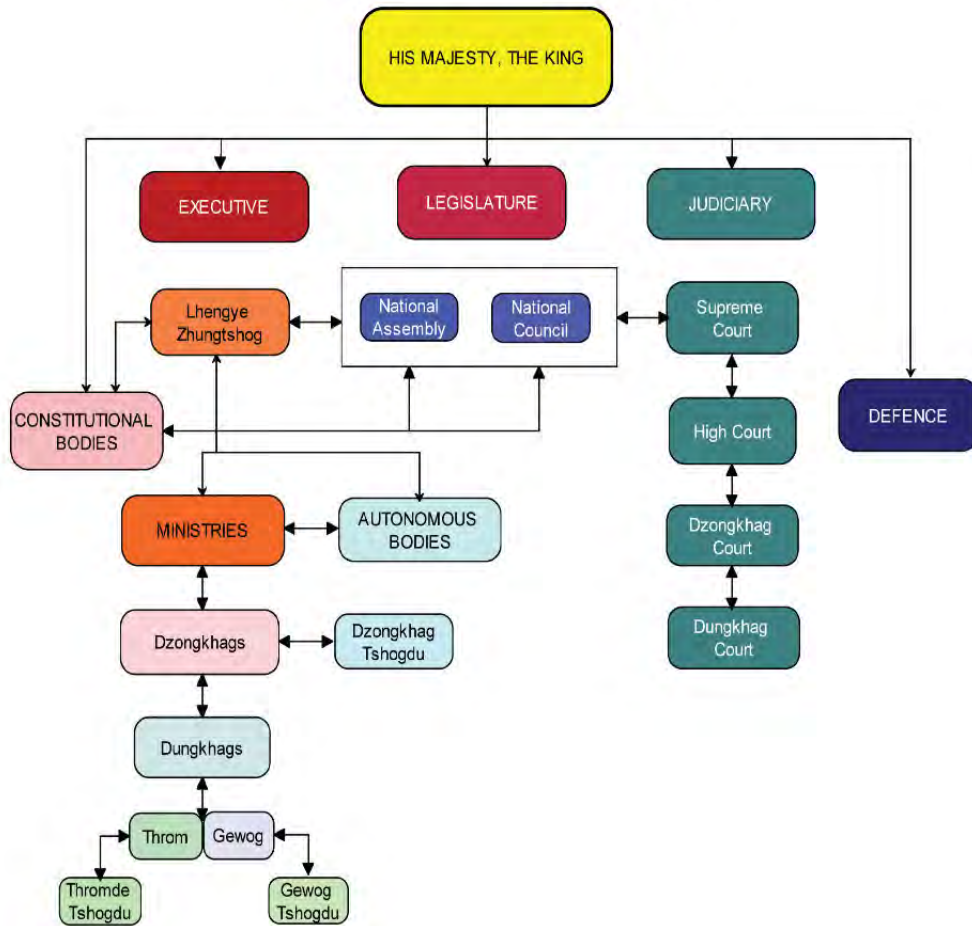 HIS MAJESTY, THE KING
EXECUTIVE
LEGISLATURE
JUDICIARY
Lhengye
Zhungtshog
National
Assembly
National
Council
Supreme
Court
CONSTITUTIONAL
BODIES
High Court
DEFENCE
MINISTRIES
AUTONOMOUS
BODIES
Dzongkhag
Court
Dzongkhags
Dzongkhag
Tshogdu
Dungkhag
Court
Dungkhags
Throm
Gewog
Thromde
Tshogdu
Gewog
Tshogdu